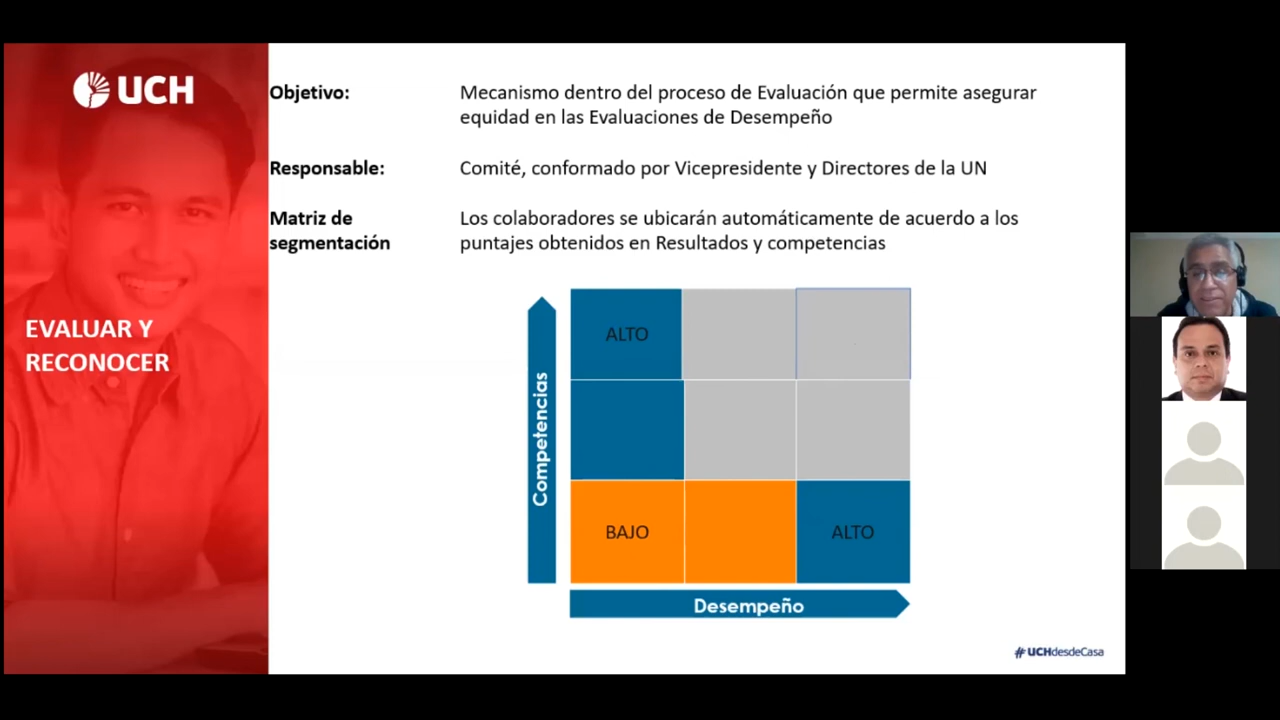 UCH
EVALUAR Y
RECONOCER
Objetivo:
Mecanismo dentro del proceso de Evaluación que permite asegurar
equidad en las Evaluaciones de Desempeño
Responsable:
Comité, conformado por Vicepresidente y Directores de la UN
Matriz de
segmentación
Los colaboradores se ubicarán automáticamente de acuerdo a los
puntajes obtenidos en Resultados y competencias
Competencias
ALTO
BAJO
ALTO
Desempeño
#UCHdesdeCasa